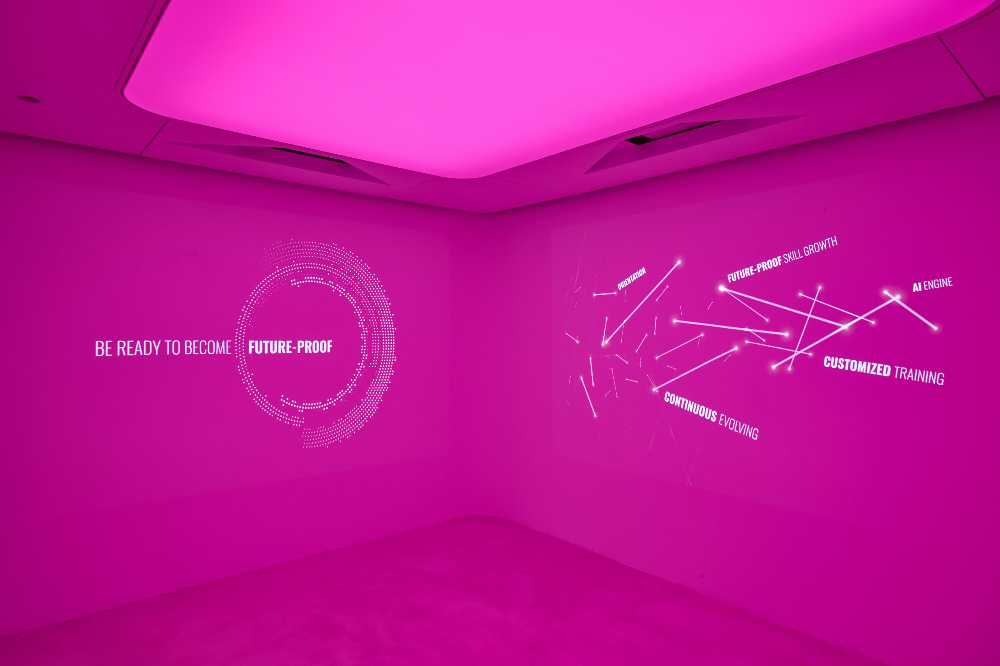 BE READY TO BECOME FUTURE-PROOF
ORIENTATION
FUTURE-PROOF SKILL GROWTH
AI ENGINE
CUSTOMIZED TRAINING
CONTINUOUS EVOLVING